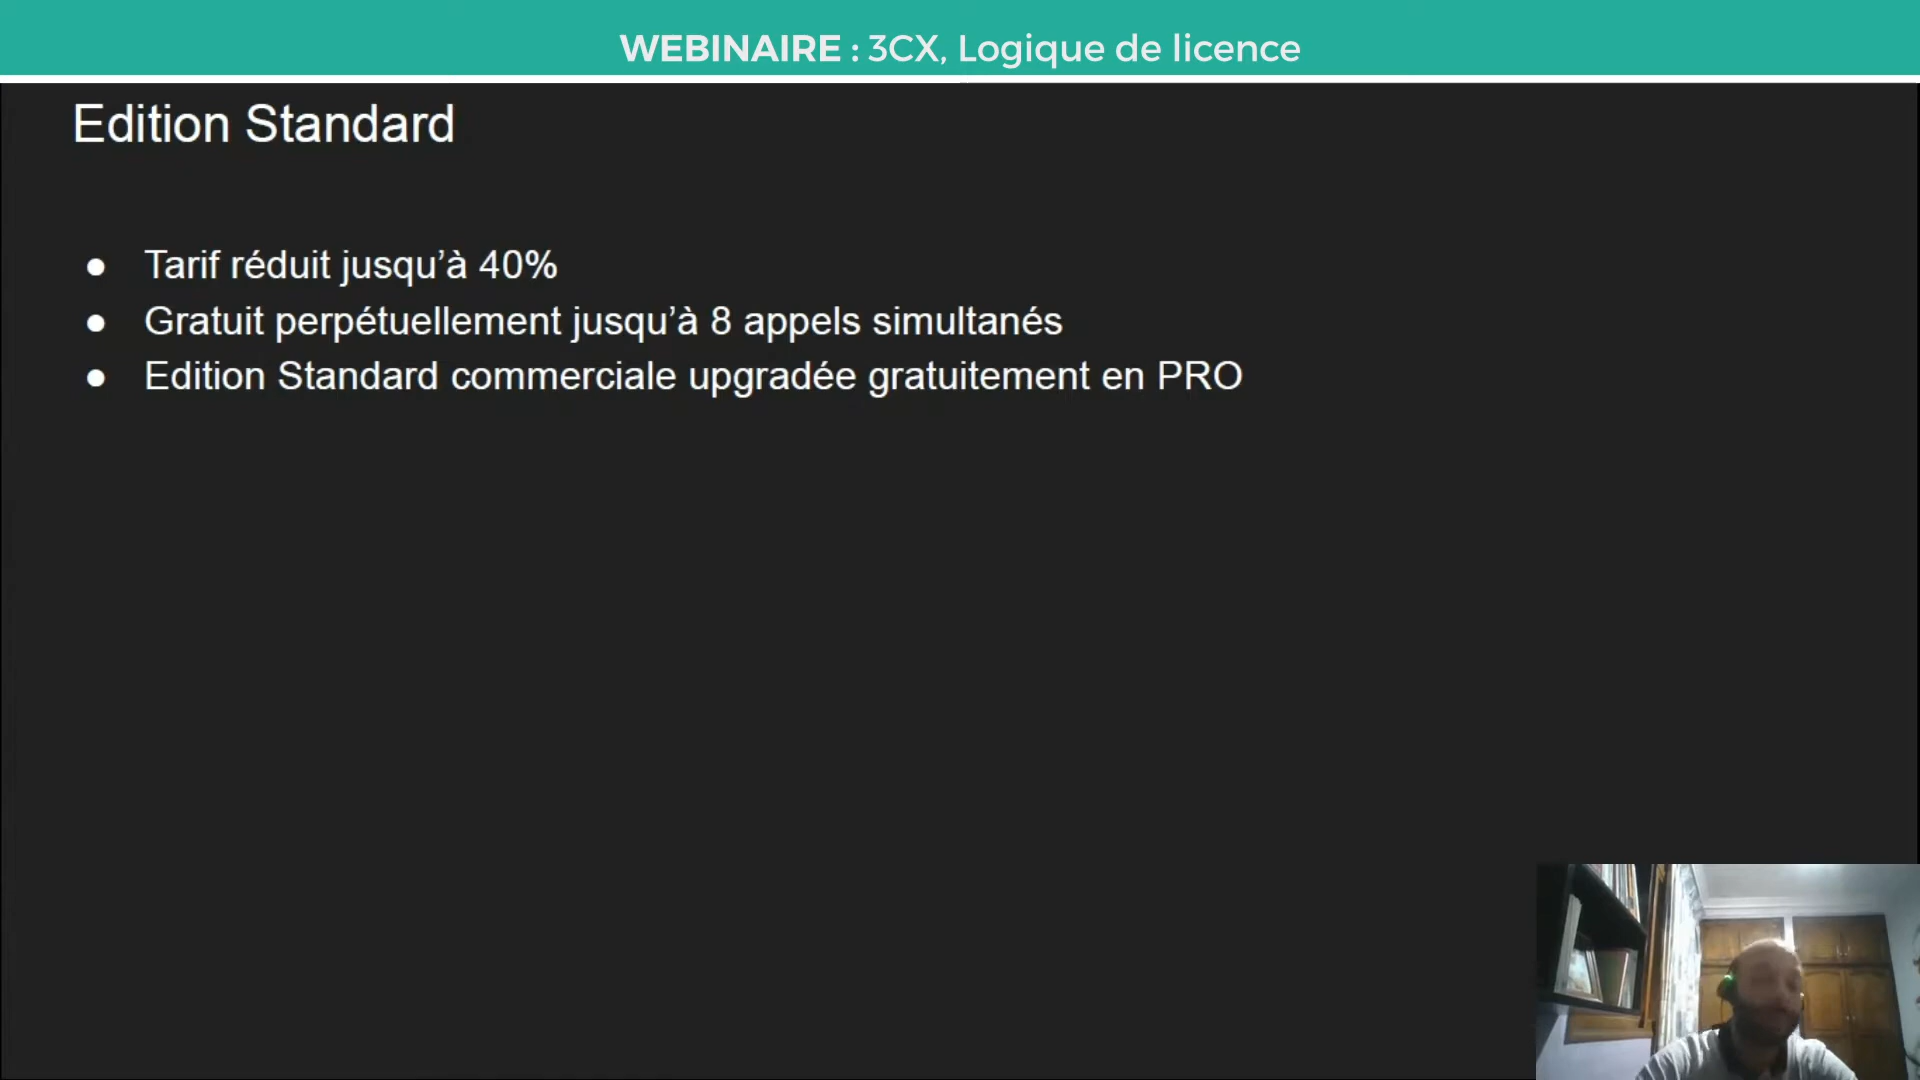 WEBINAIRE : 3CX, Logique de licence
Edition Standard
● Tarif réduit jusqu’à 40%
● Gratuit perpétuellement jusqu’à 8 appels simultanés
● Edition Standard commerciale upgradée gratuitement en PRO